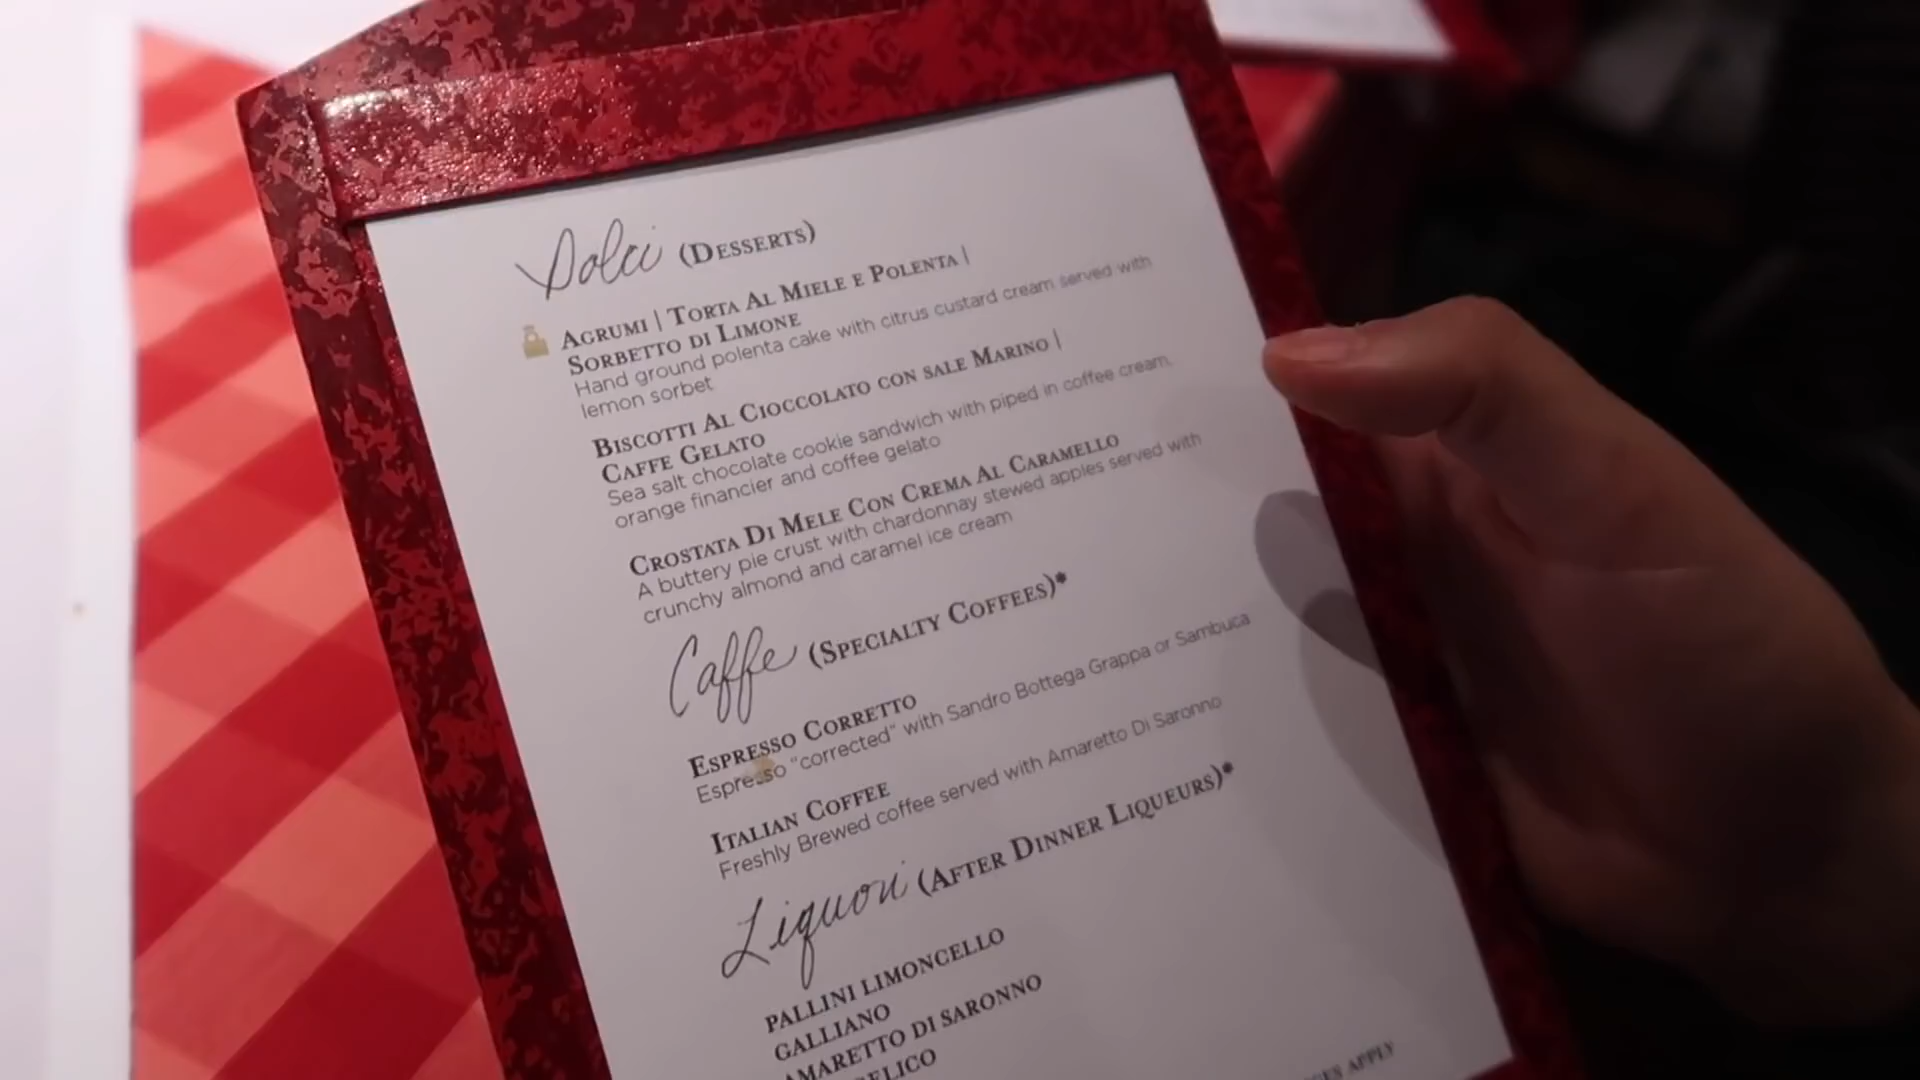 Dolci (Desserts)
Agrumi | Torta Al Miele e Polenta |
Sorbetto di Limone
Hand ground polenta cake with citrus custard cream served with
lemon sorbet
Biscotti Al Cioccolato con sale Marino |
Caffe Gelato
Sea salt chocolate cookie sandwich with piped in coffee cream,
orange financier and coffee gelato
Crostata Di Mele Con Crema Al Caramello
A buttery pie crust with chardonnay stewed apples served with
crunchy almond and caramel ice cream
Caffe (Specialty Coffees)*
Espresso Corretto
Espresso "corrected" with Sandro Bottega Grappa or Sambuca
Italian Coffee
Freshly Brewed coffee served with Amaretto Di Saronno
Liquori (After Dinner Liqueurs)*
PALLINI LIMONCELLO
GALLIANO
AMARETTO DI SARONNO
APPLY